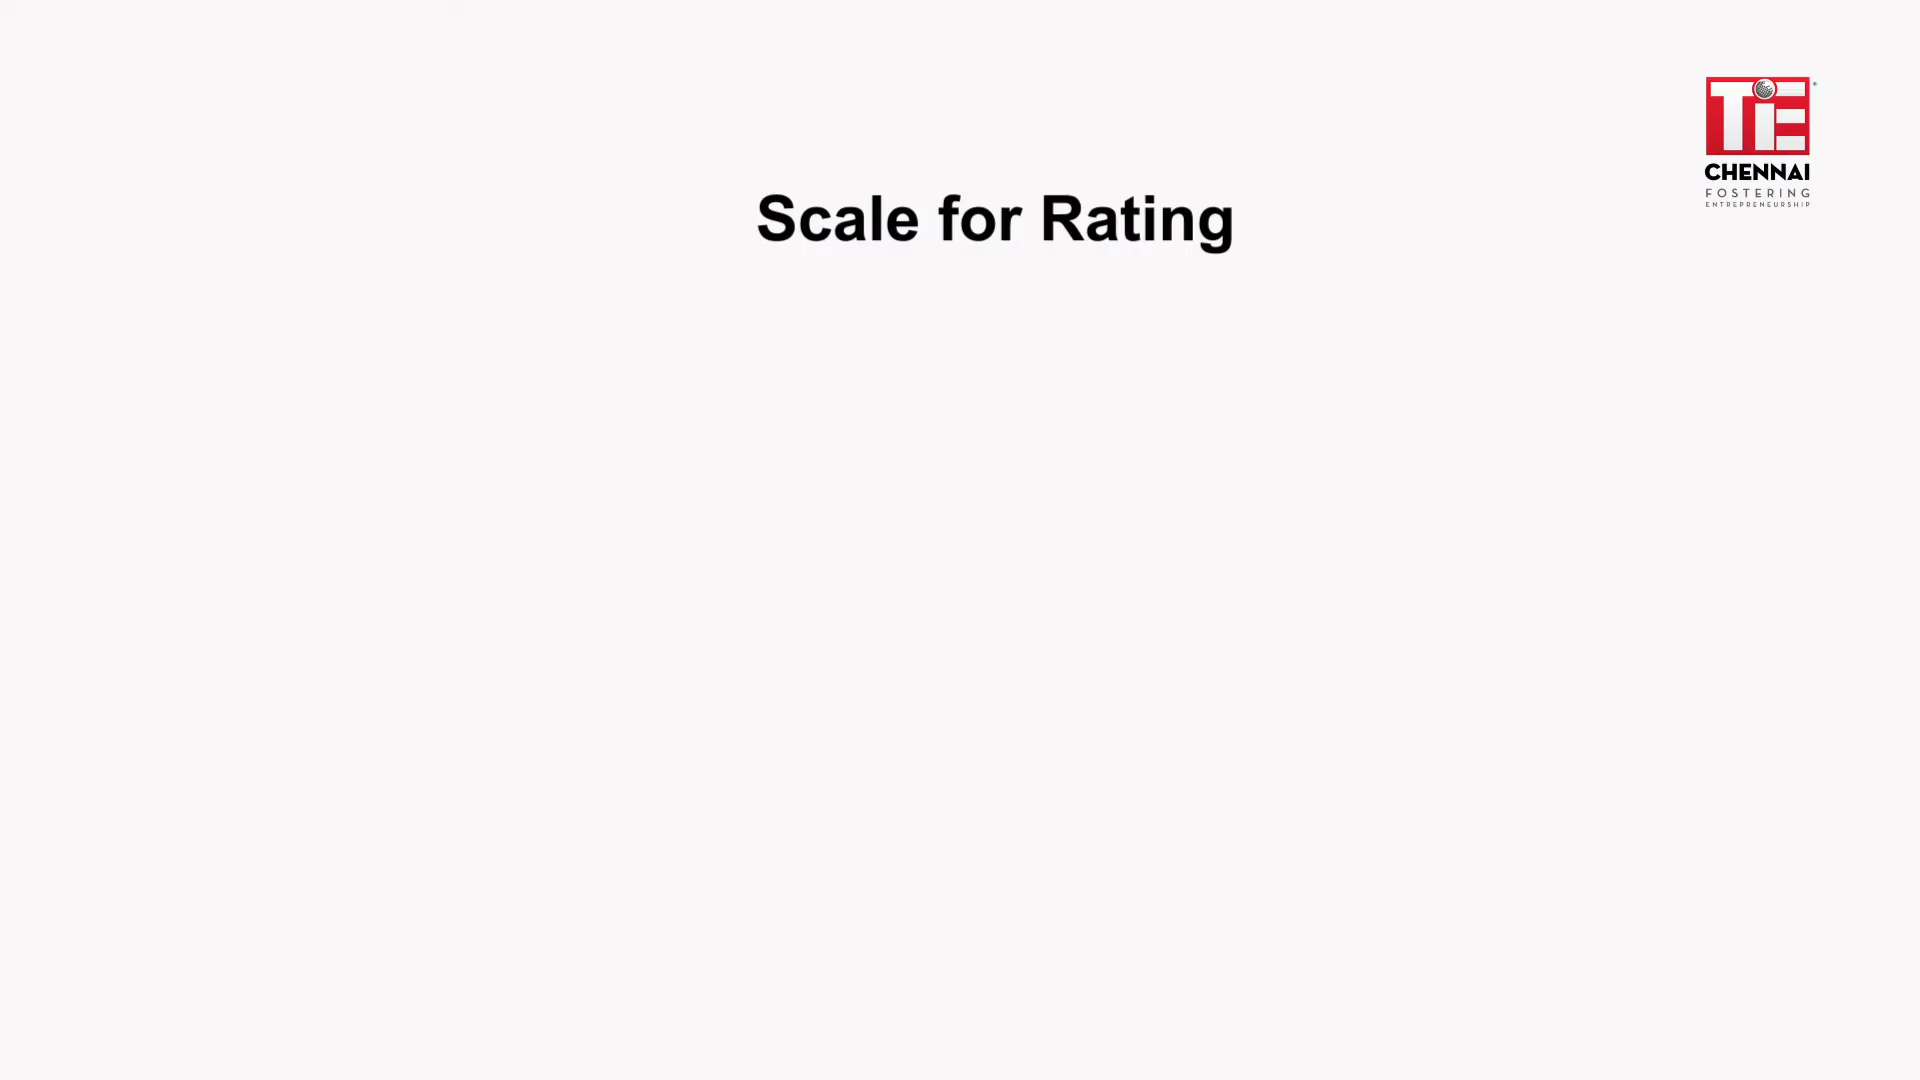 TiE
CHENNAI
FOSTERING
ENTREPRENEURSHIP
Scale for Rating